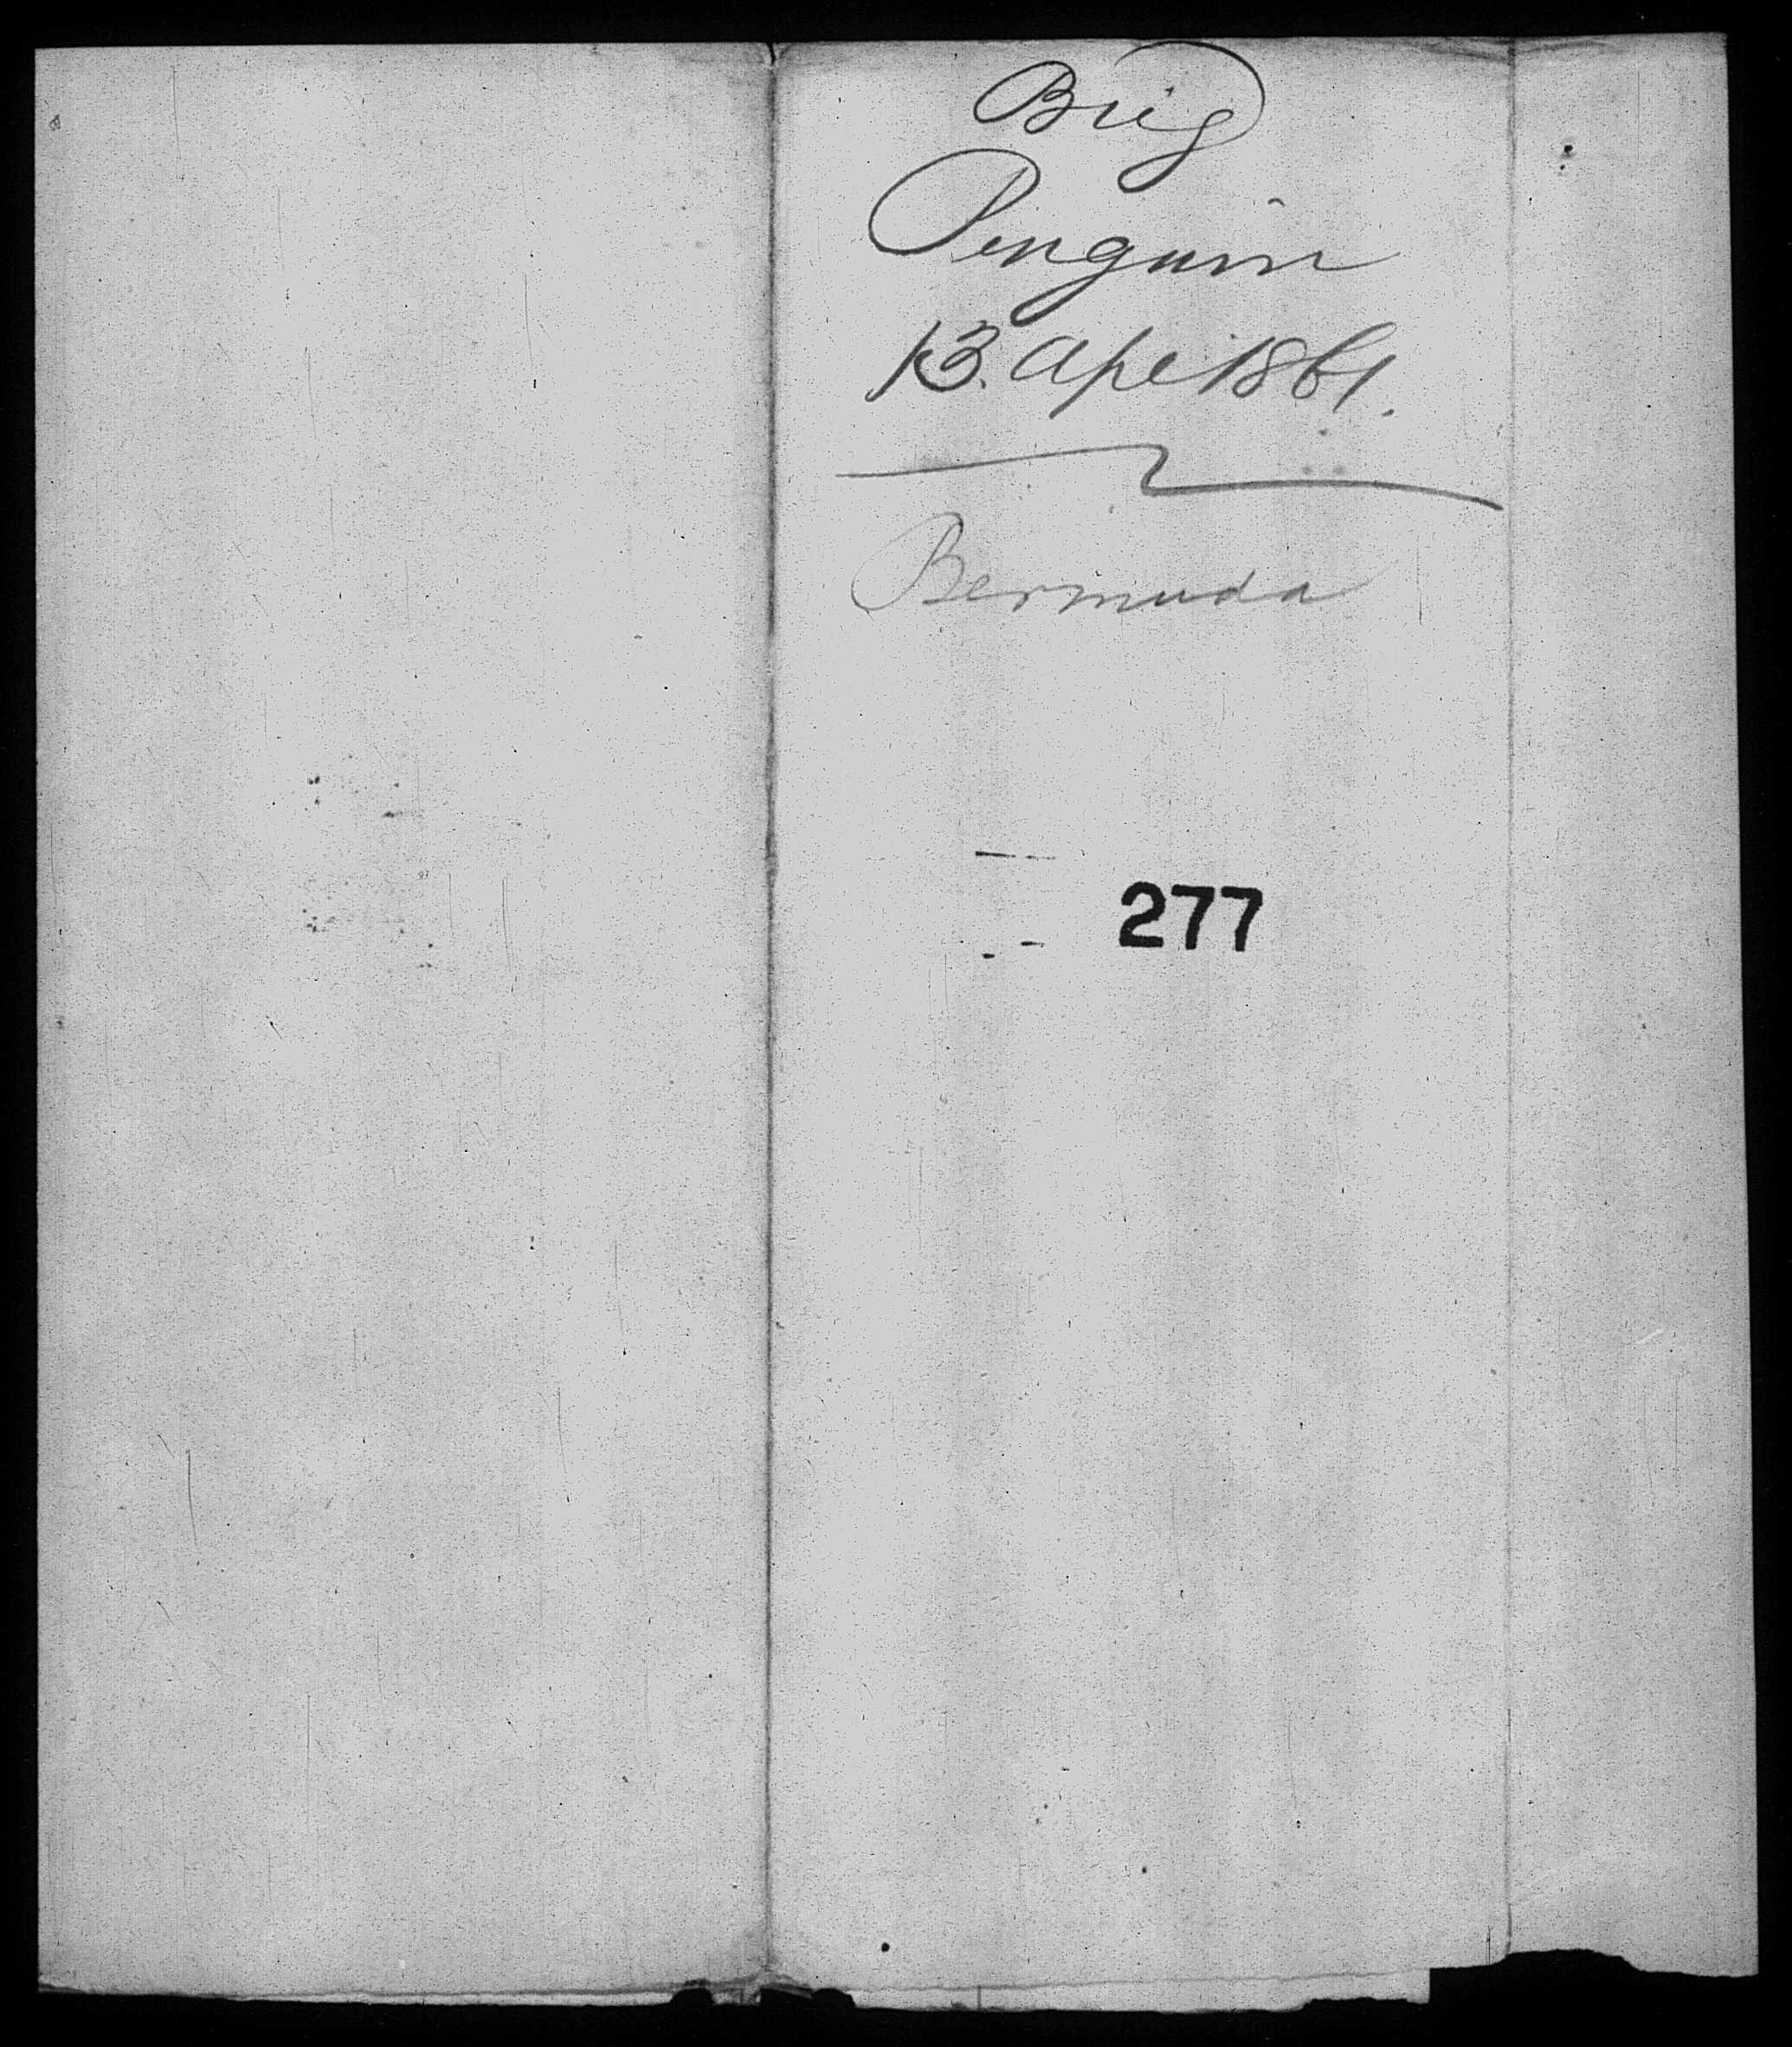 Brig
Penguin
13. Apl 1861.
Bermuda
277